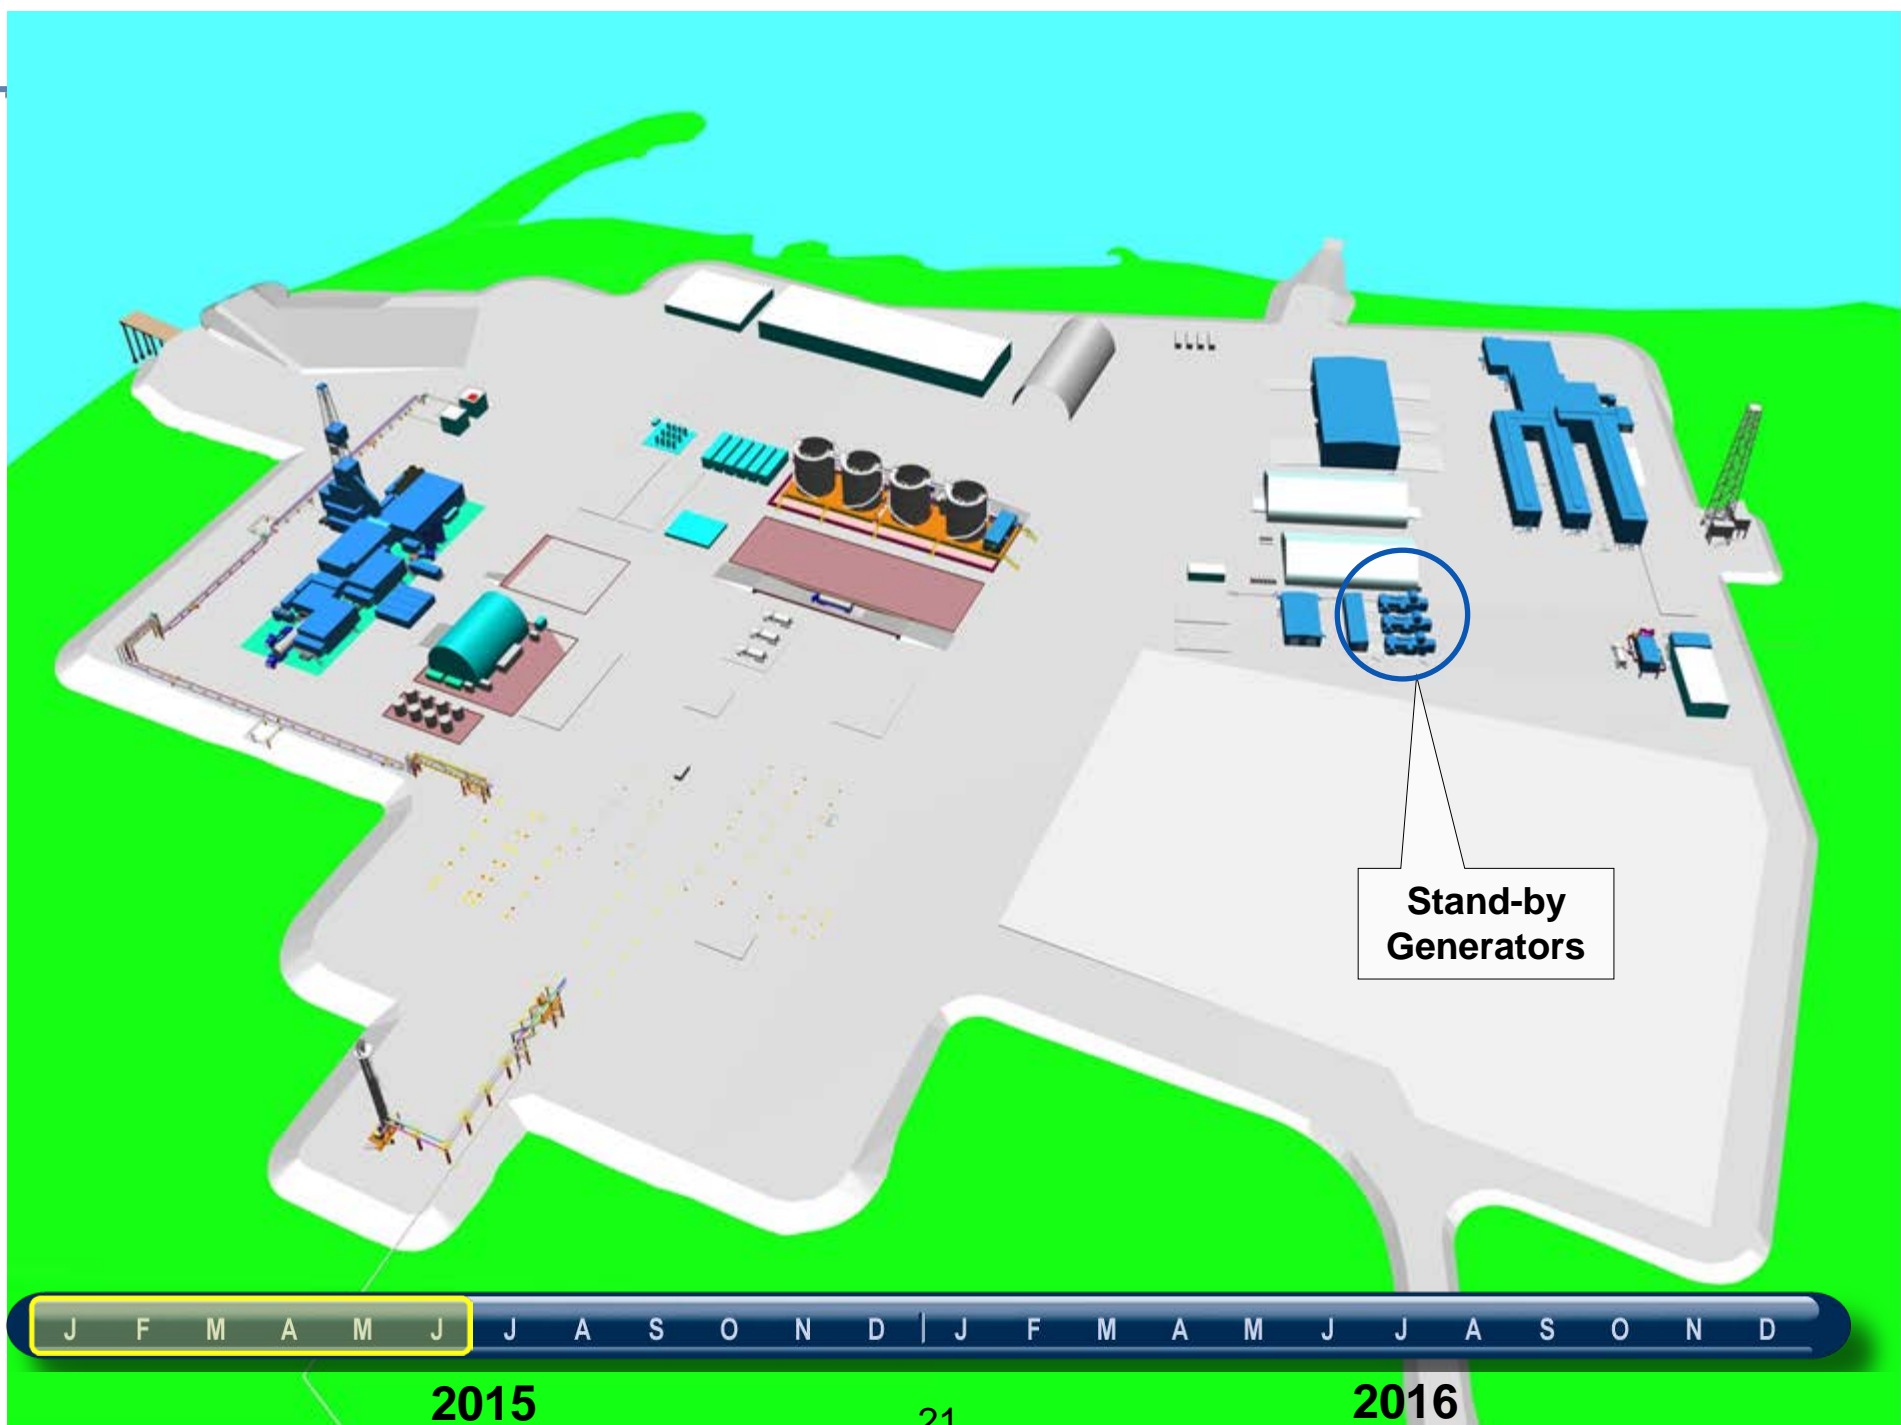 Stand-by
Generators
J F M A M J J A S O N D | J F M A M J J A S O N D
2015 2016
21